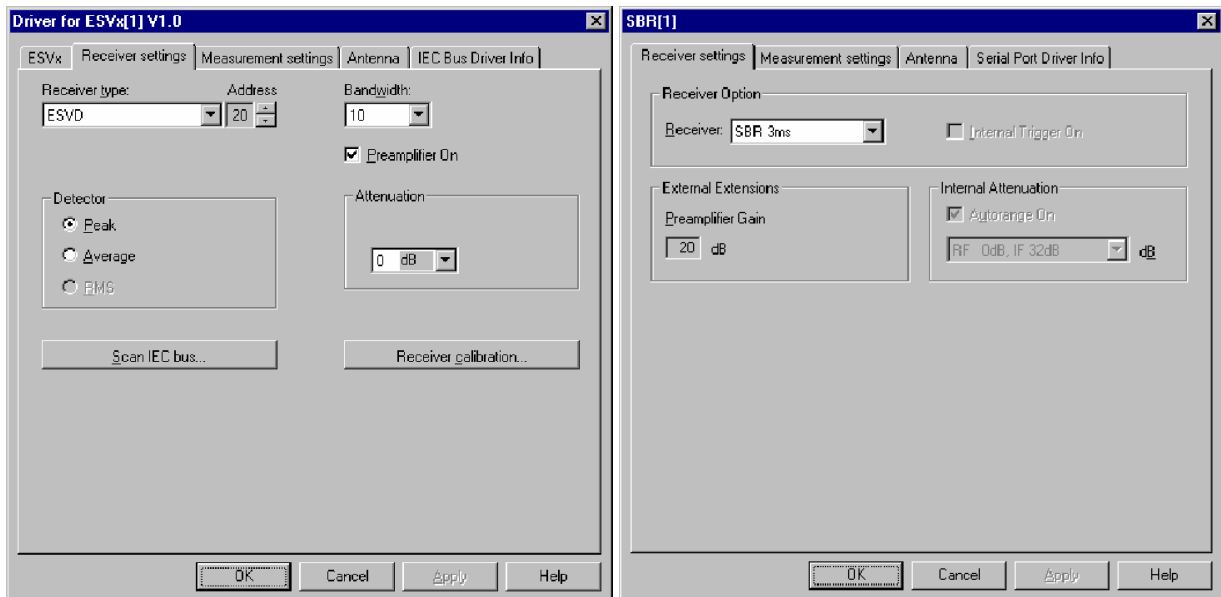 Driver for ESVx[1] V1.0
ESVx
Receiver settings
Measurement settings
Antenna
IEC Bus Driver Info
Receiver type:
Address
Bandwidth:
ESVD
20
10
Preamplifier On
Detector
Peak
Average
RMS
Attenuation
0 dB
Scan IEC bus...
Receiver calibration...
OK
Cancel
Apply
Help
SBR[1]
Receiver settings
Measurement settings
Antenna
Serial Port Driver Info
Receiver Option
Receiver: SBR 3ms
Internal Trigger On
External Extensions
Preamplifier Gain
20 dB
Internal Attenuation
Autorange On
RF 0dB, IF 32dB dB
OK
Cancel
Apply
Help